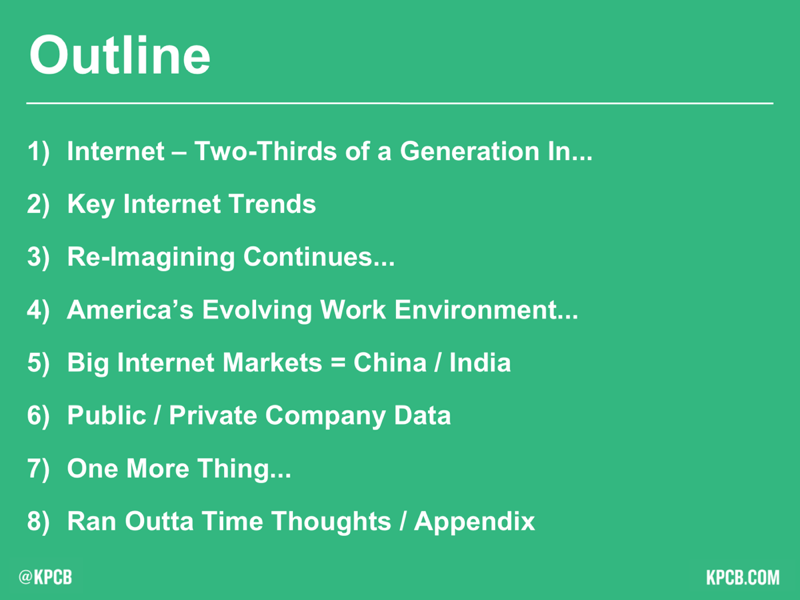 Outline
1) Internet – Two-Thirds of a Generation In...
2) Key Internet Trends
3) Re-Imagining Continues...
4) America’s Evolving Work Environment...
5) Big Internet Markets = China / India
6) Public / Private Company Data
7) One More Thing...
8) Ran Outta Time Thoughts / Appendix
@KPCB
KPCB.COM